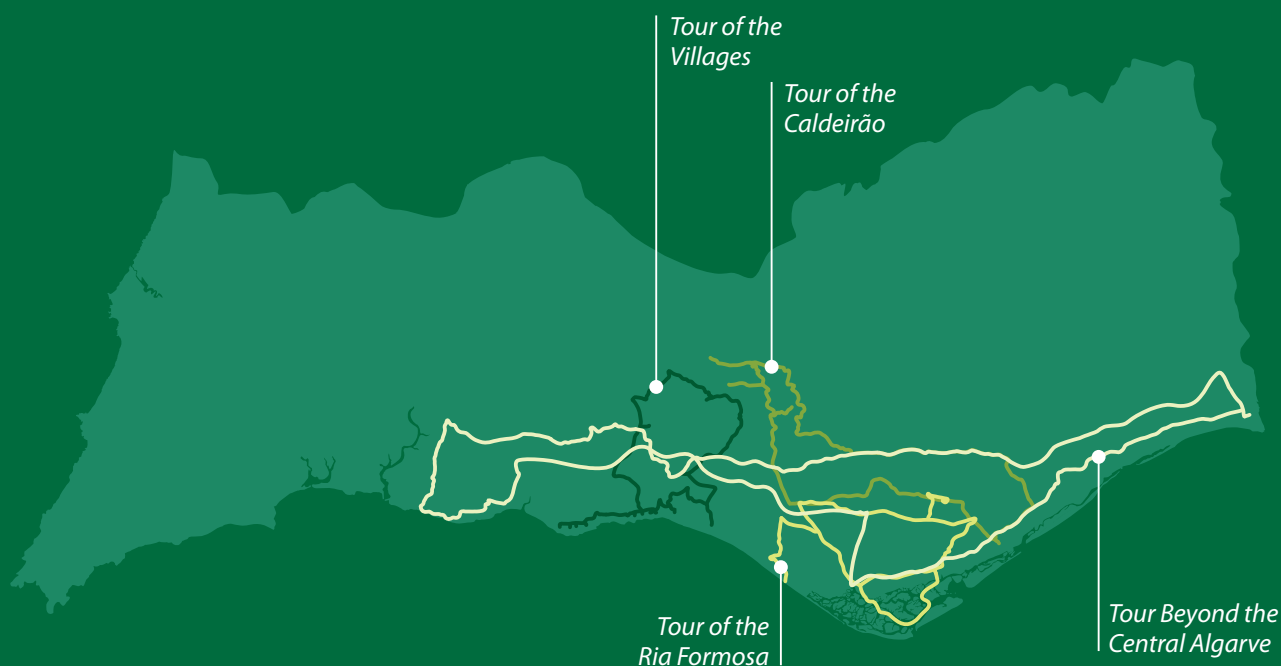 Tour of the
Villages
Tour of the
Caldeirão
Tour of the
Ria Formosa
Tour Beyond the
Central Algarve